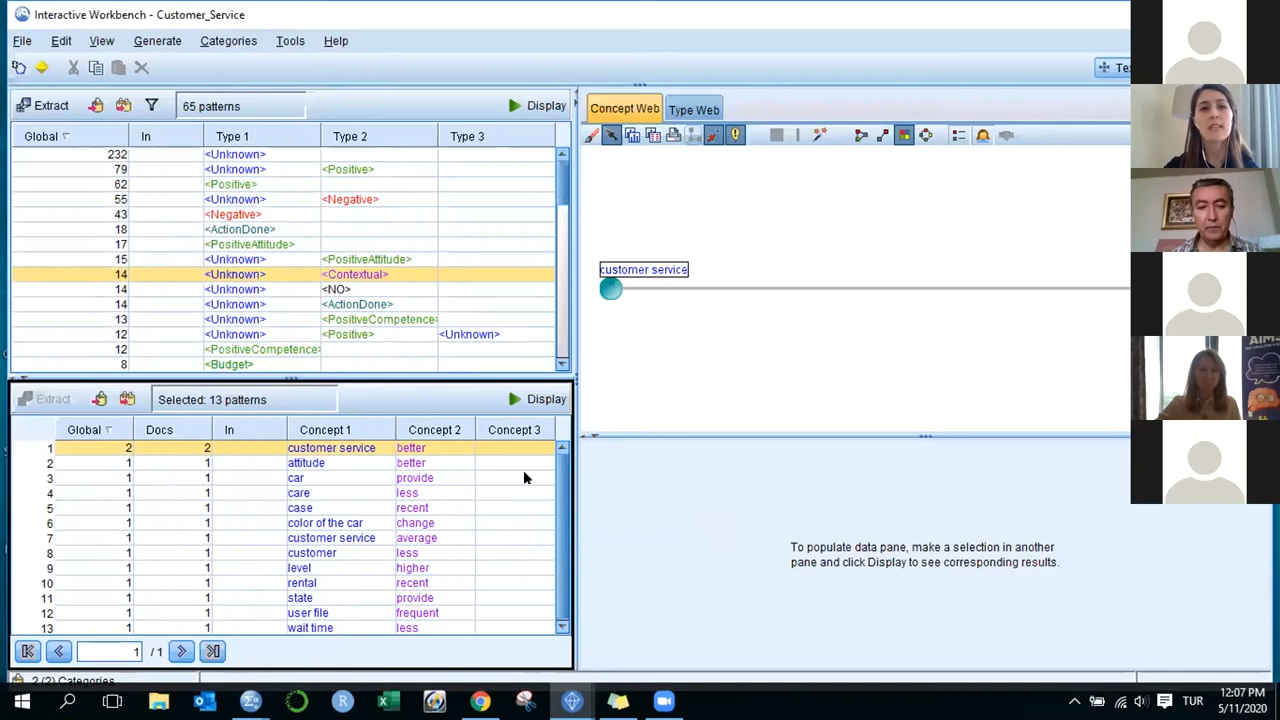 Interactive Workbench - Customer_Service
File Edit View Generate Categories Tools Help
Extract 65 patterns Display
Global In Type 1 Type 2 Type 3
232 <Unknown>
79 <Unknown> <Positive>
62 <Positive>
55 <Unknown> <Negative>
43 <Negative>
18 <ActionDone>
17 <PositiveAttitude>
15 <Unknown> <PositiveAttitude>
14 <Unknown> <Contextual>
14 <Unknown> <NO>
14 <Unknown> <ActionDone>
13 <Unknown> <PositiveCompetence>
12 <Unknown> <Positive> <Unknown>
12 <PositiveCompetence>
8 <Budget>
Extract Selected: 13 patterns Display
Global Docs In Concept 1 Concept 2 Concept 3
1 2 2 customer service better
2 1 1 attitude better
3 1 1 car provide
4 1 1 care less
5 1 1 case recent
6 1 1 color of the car change
7 1 1 customer service average
8 1 1 customer less
9 1 1 level higher
10 1 1 rental recent
11 1 1 state provide
12 1 1 user file frequent
13 1 1 wait time less
1 / 1
2 (2) Categories
Tex
Concept Web Type Web
customer service
To populate data pane, make a selection in another
pane and click Display to see corresponding results.
AIMS
TUR
12:07 PM
5/11/2020